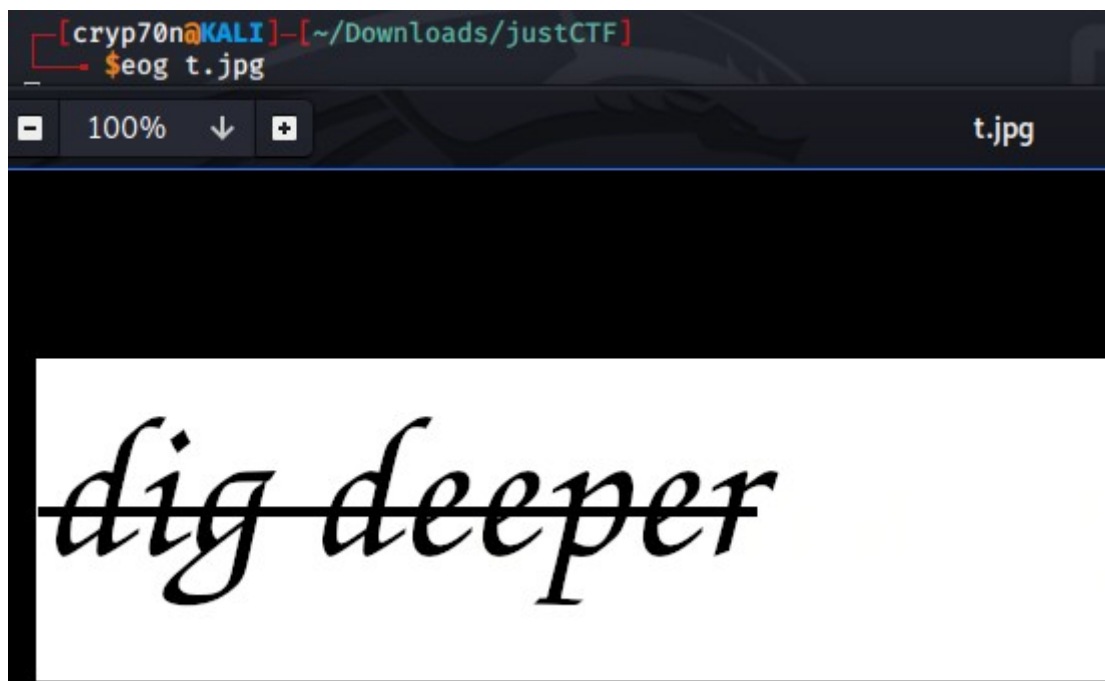 [cryp70n@KALI]-[~/Downloads/justCTF]
$eog t.jpg
100%
t.jpg
dig deeper